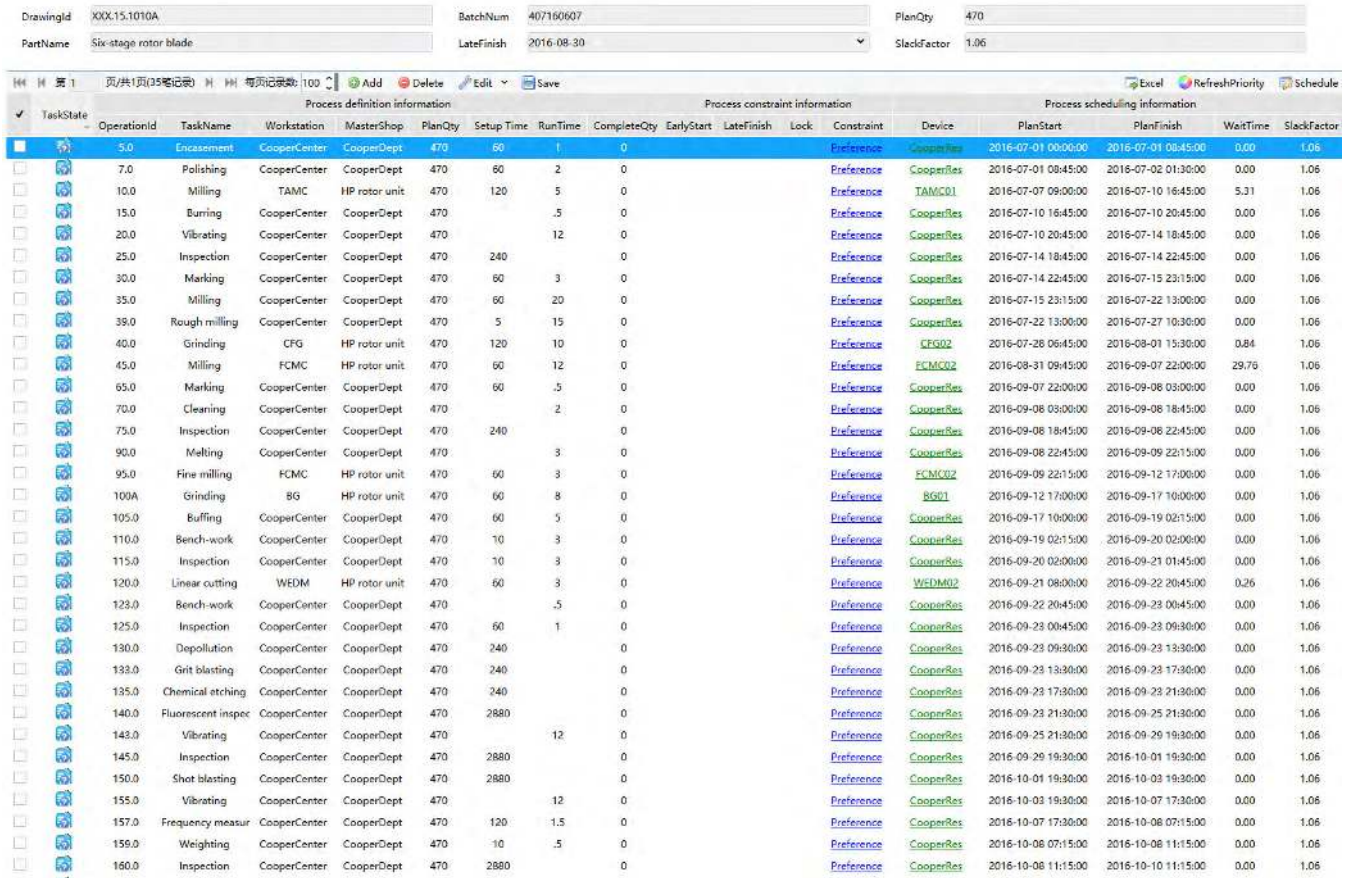 DrawingId XXX.15.1010A BatchNum 407160607 PlanQty 470
PartName Six-stage rotor blade LateFinish 2016-08-30 SlackFactor 1.06
第 1 页/共1页(35笔记录) 每页记录数: 100 Add Delete Edit Save Excel RefreshPriority Schedule
Process definition information Process constraint information Process scheduling information
✔ TaskState OperationId TaskName Workstation MasterShop PlanQty Setup Time RunTime CompleteQty EarlyStart LateFinish Lock Constraint Device PlanStart PlanFinish WaitTime SlackFactor
5.0 Encasement CooperCenter CooperDept 470 60 1 0 Preference CooperRes 2016-07-01 00:00:00 2016-07-01 08:45:00 0.00 1.06
7.0 Polishing CooperCenter CooperDept 470 60 2 0 Preference CooperRes 2016-07-01 08:45:00 2016-07-02 01:30:00 0.00 1.06
10.0 Milling TAMC HP rotor unit 470 120 5 0 Preference TAMC01 2016-07-07 09:00:00 2016-07-10 16:45:00 5.31 1.06
15.0 Burring CooperCenter CooperDept 470 .5 0 Preference CooperRes 2016-07-10 16:45:00 2016-07-10 20:45:00 0.00 1.06
20.0 Vibrating CooperCenter CooperDept 470 12 0 Preference CooperRes 2016-07-10 20:45:00 2016-07-14 18:45:00 0.00 1.06
25.0 Inspection CooperCenter CooperDept 470 240 0 Preference CooperRes 2016-07-14 18:45:00 2016-07-14 22:45:00 0.00 1.06
30.0 Marking CooperCenter CooperDept 470 60 3 0 Preference CooperRes 2016-07-14 22:45:00 2016-07-15 23:15:00 0.00 1.06
35.0 Milling CooperCenter CooperDept 470 60 20 0 Preference CooperRes 2016-07-15 23:15:00 2016-07-22 13:00:00 0.00 1.06
39.0 Rough milling CooperCenter CooperDept 470 5 15 0 Preference CooperRes 2016-07-22 13:00:00 2016-07-27 10:30:00 0.00 1.06
40.0 Grinding CFG HP rotor unit 470 120 10 0 Preference CFG02 2016-07-28 06:45:00 2016-08-01 15:30:00 0.84 1.06
45.0 Milling FCMC HP rotor unit 470 60 12 0 Preference FCMC02 2016-08-31 09:45:00 2016-09-07 22:00:00 29.76 1.06
65.0 Marking CooperCenter CooperDept 470 60 .5 0 Preference CooperRes 2016-09-07 22:00:00 2016-09-08 03:00:00 0.00 1.06
70.0 Cleaning CooperCenter CooperDept 470 2 0 Preference CooperRes 2016-09-08 03:00:00 2016-09-08 18:45:00 0.00 1.06
75.0 Inspection CooperCenter CooperDept 470 240 0 Preference CooperRes 2016-09-08 18:45:00 2016-09-08 22:45:00 0.00 1.06
90.0 Melting CooperCenter CooperDept 470 3 0 Preference CooperRes 2016-09-08 22:45:00 2016-09-09 22:15:00 0.00 1.06
95.0 Fine milling FCMC HP rotor unit 470 60 3 0 Preference FCMC02 2016-09-09 22:15:00 2016-09-12 17:00:00 0.00 1.06
100A Grinding BG HP rotor unit 470 60 8 0 Preference BG01 2016-09-12 17:00:00 2016-09-17 10:00:00 0.00 1.06
105.0 Buffing CooperCenter CooperDept 470 60 5 0 Preference CooperRes 2016-09-17 10:00:00 2016-09-19 02:15:00 0.00 1.06
110.0 Bench-work CooperCenter CooperDept 470 10 3 0 Preference CooperRes 2016-09-19 02:15:00 2016-09-20 02:00:00 0.00 1.06
115.0 Inspection CooperCenter CooperDept 470 10 3 0 Preference CooperRes 2016-09-20 02:00:00 2016-09-21 01:45:00 0.00 1.06
120.0 Linear cutting WEDM HP rotor unit 470 60 3 0 Preference WEDM02 2016-09-21 08:00:00 2016-09-22 20:45:00 0.26 1.06
123.0 Bench-work CooperCenter CooperDept 470 .5 0 Preference CooperRes 2016-09-22 20:45:00 2016-09-23 00:45:00 0.00 1.06
125.0 Inspection CooperCenter CooperDept 470 60 1 0 Preference CooperRes 2016-09-23 00:45:00 2016-09-23 09:30:00 0.00 1.06
130.0 Depollution CooperCenter CooperDept 470 240 0 Preference CooperRes 2016-09-23 09:30:00 2016-09-23 13:30:00 0.00 1.06
133.0 Grit blasting CooperCenter CooperDept 470 240 0 Preference CooperRes 2016-09-23 13:30:00 2016-09-23 17:30:00 0.00 1.06
135.0 Chemical etching CooperCenter CooperDept 470 240 0 Preference CooperRes 2016-09-23 17:30:00 2016-09-23 21:30:00 0.00 1.06
140.0 Fluorescent inspec CooperCenter CooperDept 470 2880 0 Preference CooperRes 2016-09-23 21:30:00 2016-09-25 21:30:00 0.00 1.06
143.0 Vibrating CooperCenter CooperDept 470 12 0 Preference CooperRes 2016-09-25 21:30:00 2016-09-29 19:30:00 0.00 1.06
145.0 Inspection CooperCenter CooperDept 470 2880 0 Preference CooperRes 2016-09-29 19:30:00 2016-10-01 19:30:00 0.00 1.06
150.0 Shot blasting CooperCenter CooperDept 470 2880 0 Preference CooperRes 2016-10-01 19:30:00 2016-10-03 19:30:00 0.00 1.06
155.0 Vibrating CooperCenter CooperDept 470 12 0 Preference CooperRes 2016-10-03 19:30:00 2016-10-07 17:30:00 0.00 1.06
157.0 Frequency measur CooperCenter CooperDept 470 120 1.5 0 Preference CooperRes 2016-10-07 17:30:00 2016-10-08 07:15:00 0.00 1.06
159.0 Weighting CooperCenter CooperDept 470 10 .5 0 Preference CooperRes 2016-10-08 07:15:00 2016-10-08 11:15:00 0.00 1.06
160.0 Inspection CooperCenter CooperDept 470 2880 0 Preference CooperRes 2016-10-08 11:15:00 2016-10-10 11:15:00 0.00 1.06